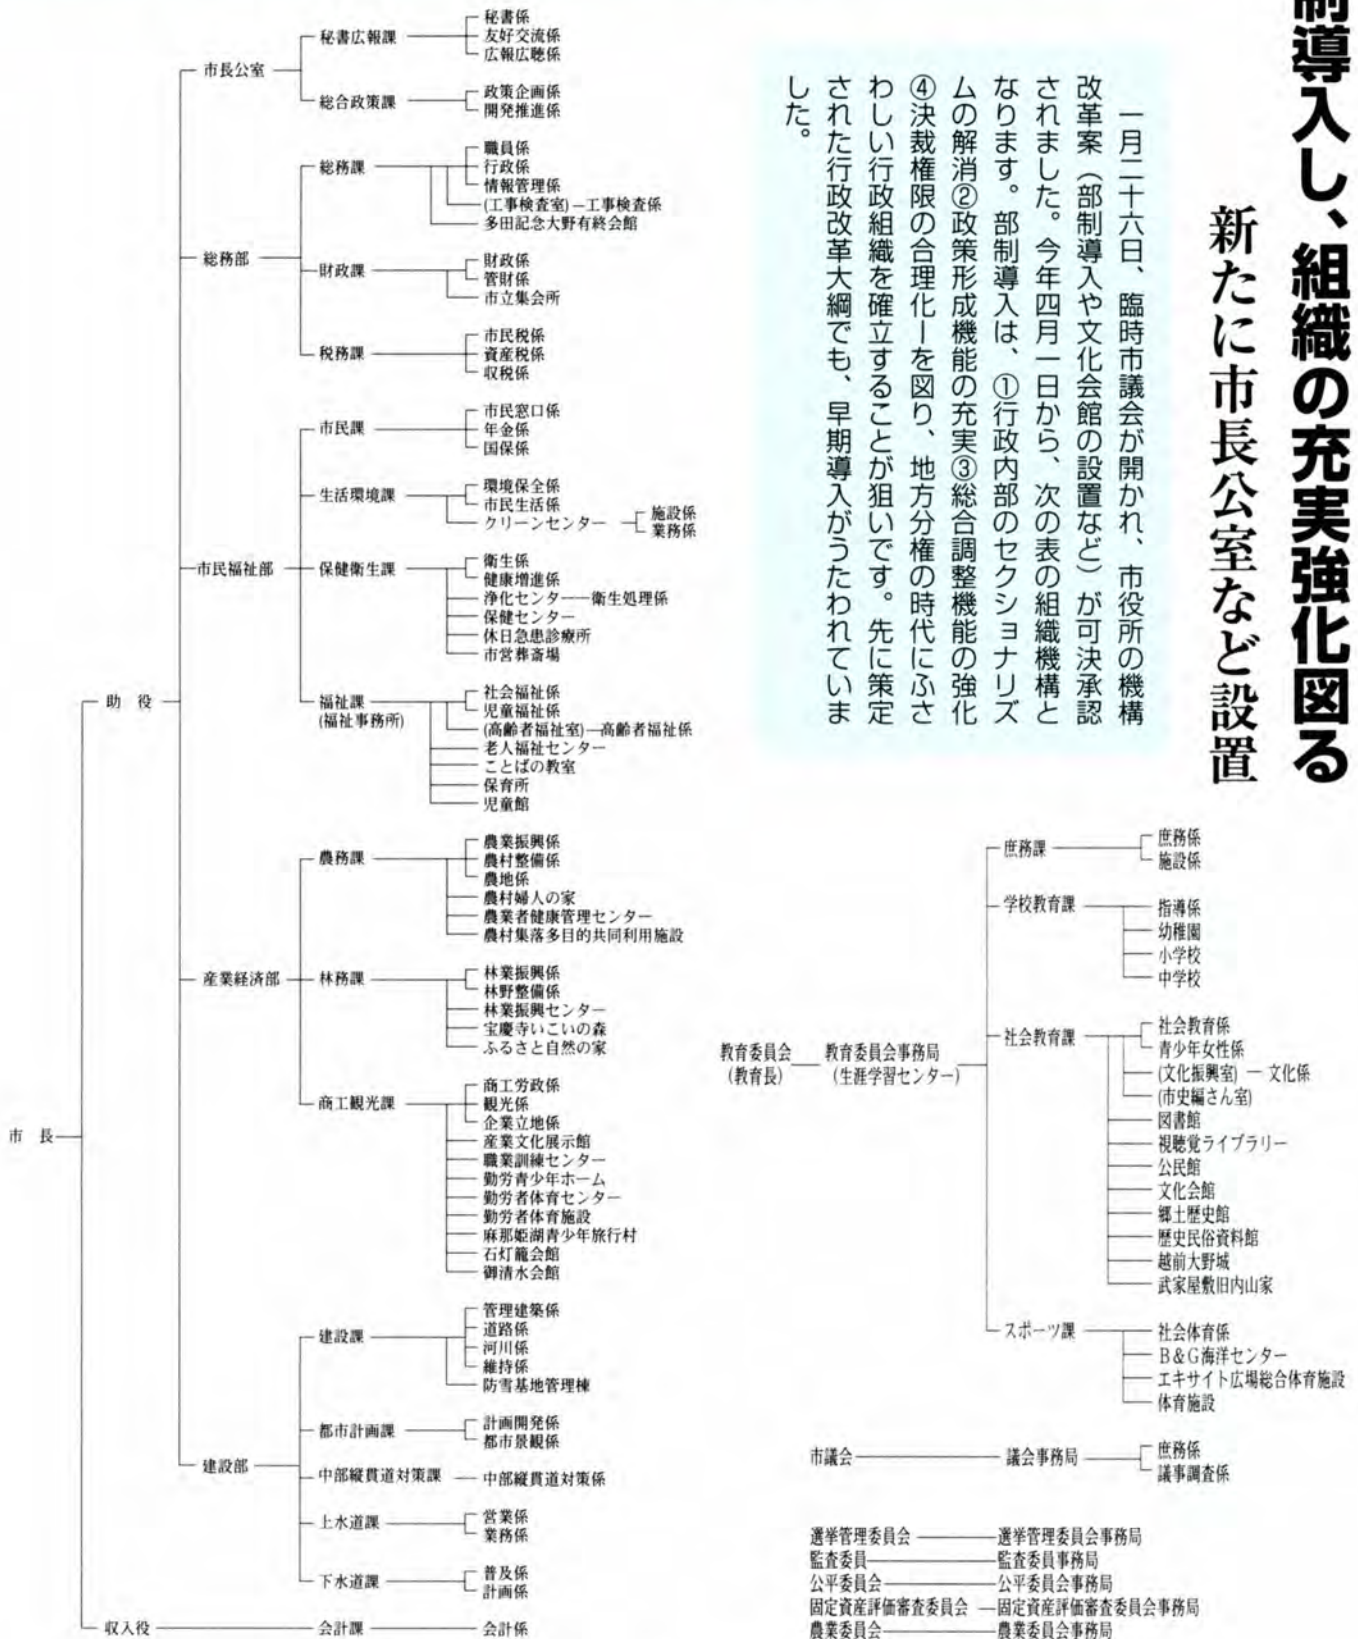 制導入し、組織の充実強化図る
新たに市長公室など設置
一月二十六日、臨時市議会が開かれ、市役所の機構
改革案（部制導入や文化会館の設置など）が可決承認
されました。今年四月一日から、次の表の組織機構と
なります。部制導入は、①行政内部のセクショナリズ
ムの解消②政策形成機能の充実③総合調整機能の強化
④決裁権限の合理化ーを図り、地方分権の時代にふさ
わしい行政組織を確立することが狙いです。先に策定
された行政改革大綱でも、早期導入がうたわれていま
した。
市　長
助　役
市長公室
秘書広報課
秘書係
友好交流係
広報広聴係
総合政策課
政策企画係
開発推進係
総務部
総務課
職員係
行政係
情報管理係
(工事検査室)―工事検査係
多田記念大野有終会館
財政課
財政係
管財係
市立集会所
税務課
市民税係
資産税係
収税係
市民福祉部
市民課
市民窓口係
年金係
国保係
生活環境課
環境保全係
市民生活係
クリーンセンター
施設係
業務係
保健衛生課
衛生係
健康増進係
浄化センター―衛生処理係
保健センター
休日急患診療所
市営葬斎場
福祉課
(福祉事務所)
社会福祉係
児童福祉係
(高齢者福祉室)―高齢者福祉係
老人福祉センター
ことばの教室
保育所
児童館
産業経済部
農務課
農業振興係
農村整備係
農地係
農村婦人の家
農業者健康管理センター
農村集落多目的共同利用施設
林務課
林業振興係
林野整備係
林業振興センター
宝慶寺いこいの森
ふるさと自然の家
商工観光課
商工労政係
観光係
企業立地係
産業文化展示館
職業訓練センター
勤労青少年ホーム
勤労者体育センター
勤労者体育施設
麻那姫湖青少年旅行村
石灯籠会館
御清水会館
建設部
建設課
管理建築係
道路係
河川係
維持係
防雪基地管理棟
都市計画課
計画開発係
都市景観係
中部縦貫道対策課
中部縦貫道対策係
上水道課
営業係
業務係
下水道課
普及係
計画係
収入役
会計課
会計係
教育委員会
(教育長)
教育委員会事務局
(生涯学習センター)
庶務課
庶務係
施設係
学校教育課
指導係
幼稚園
小学校
中学校
社会教育課
社会教育係
青少年女性係
(文化振興室)―文化係
(市史編さん室)
図書館
視聴覚ライブラリー
公民館
文化会館
郷土歴史館
歴史民俗資料館
越前大野城
武家屋敷旧内山家
スポーツ課
社会体育係
B＆G海洋センター
エキサイト広場総合体育施設
体育施設
市議会
議会事務局
庶務係
議事調査係
選挙管理委員会―選挙管理委員会事務局
監査委員―監査委員事務局
公平委員会―公平委員会事務局
固定資産評価審査委員会―固定資産評価審査委員会事務局
農業委員会―農業委員会事務局